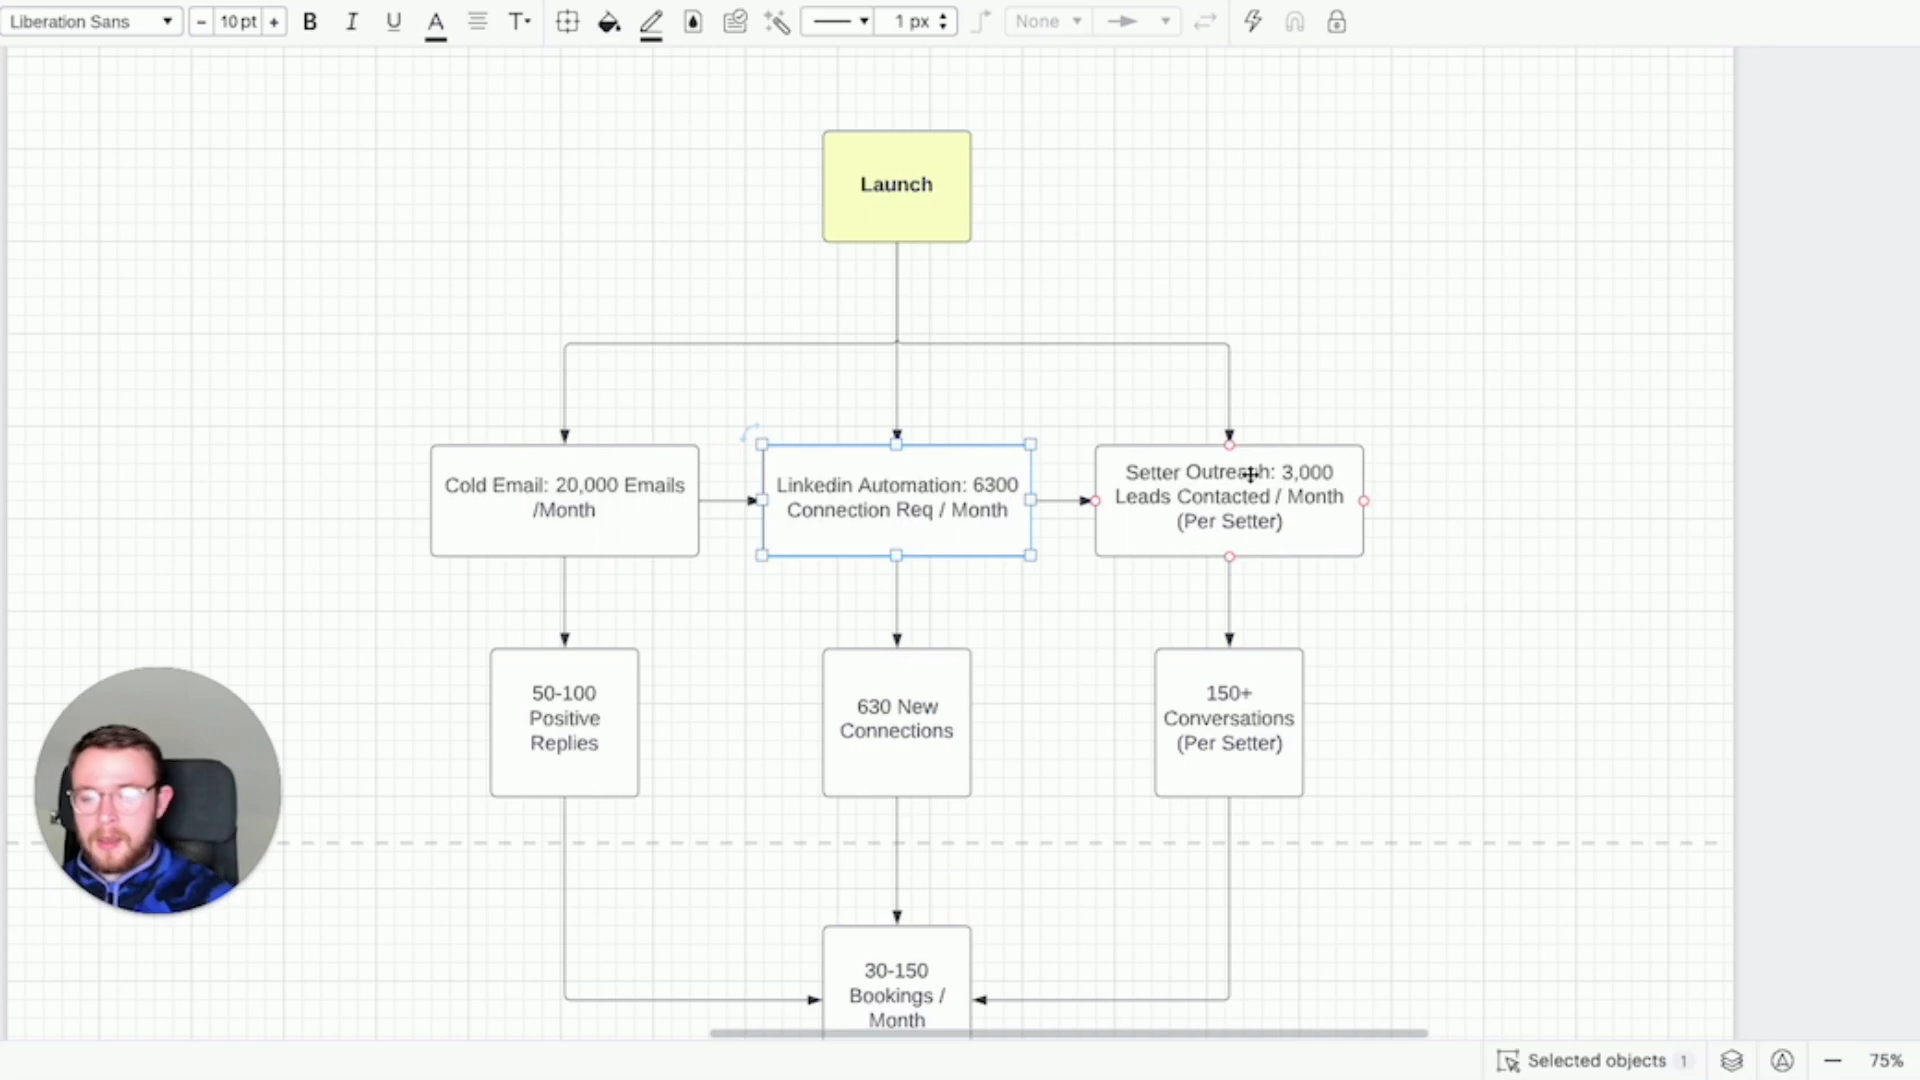 Liberation Sans
− 10 pt + B I U A T 1 px None
Launch
Cold Email: 20,000 Emails
/Month
Linkedin Automation: 6300
Connection Req / Month
Setter Outreach: 3,000
Leads Contacted / Month
(Per Setter)
50-100
Positive
Replies
630 New
Connections
150+
Conversations
(Per Setter)
30-150
Bookings /
Month
Selected objects 1 75%